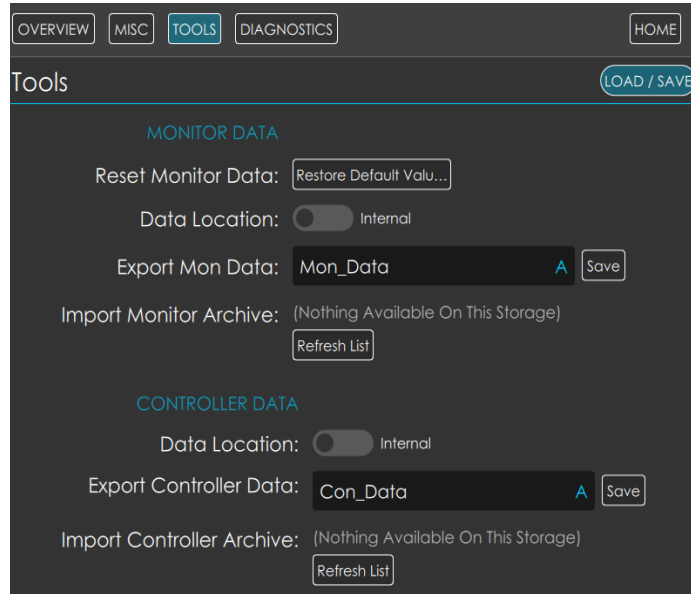 OVERVIEW MISC TOOLS DIAGNOSTICS HOME
Tools LOAD / SAVE
MONITOR DATA
Reset Monitor Data: Restore Default Valu...
Data Location: Internal
Export Mon Data: Mon_Data A Save
Import Monitor Archive: (Nothing Available On This Storage)
Refresh List
CONTROLLER DATA
Data Location: Internal
Export Controller Data: Con_Data A Save
Import Controller Archive: (Nothing Available On This Storage)
Refresh List